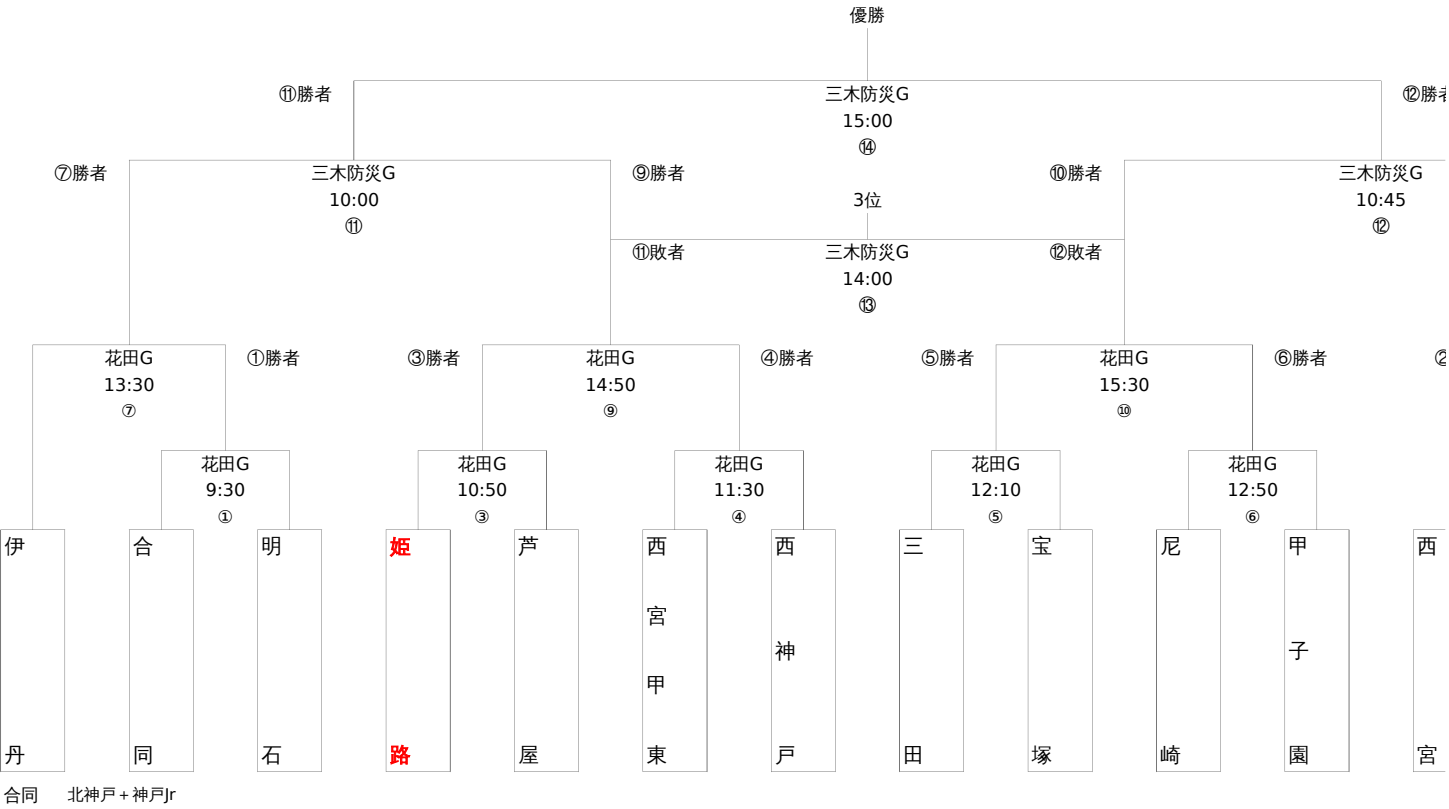 優勝
⑪勝者 三木防災G ⑫勝者
15:00
⑭
⑦勝者 三木防災G ⑨勝者 ⑩勝者 三木防災G
10:00 3位 10:45
⑪ ⑫
⑪敗者 三木防災G ⑫敗者
14:00
⑬
花田G ①勝者 ③勝者 花田G ④勝者 ⑤勝者 花田G ⑥勝者 ②
13:30 14:50 15:30
⑦ ⑨ ⑩
花田G 花田G 花田G 花田G 花田G
9:30 10:50 11:30 12:10 12:50
① ③ ④ ⑤ ⑥
伊丹
合同
明石
姫路
芦屋
西宮甲東
西神戸
三田
宝塚
尼崎
甲子園
西宮
合同 北神戸+神戸Jr